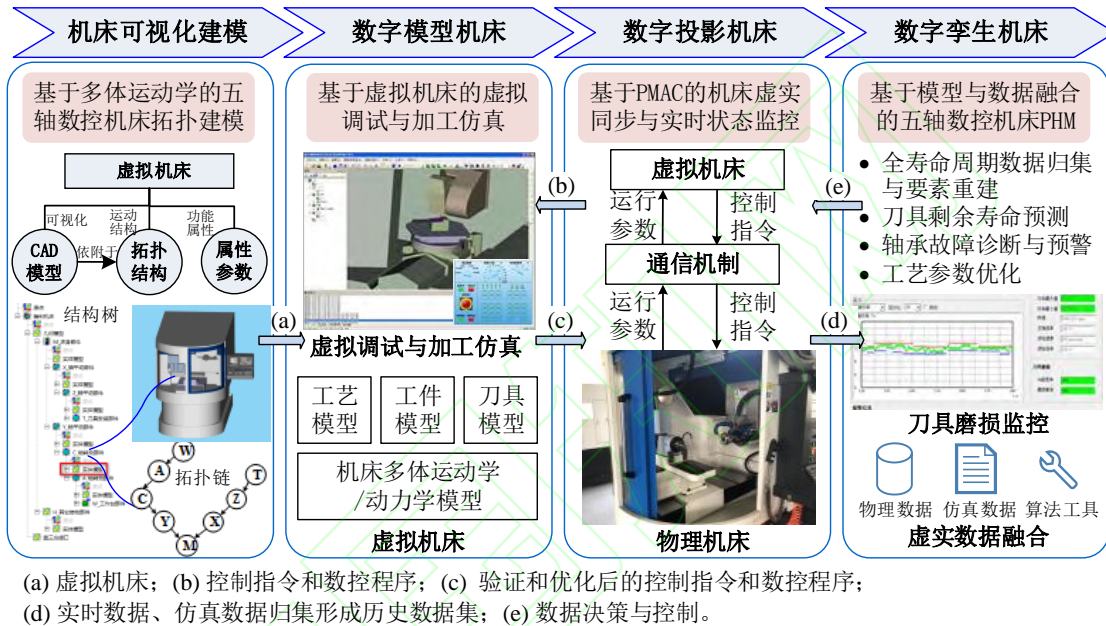 机床可视化建模
数字模型机床
数字投影机床
数字孪生机床
基于多体运动学的五
轴数控机床拓扑建模
虚拟机床
可视化
运动
结构
功能
属性
CAD
模型
依附于
拓扑
结构
属性
参数
结构树
拓扑链
W
A
T
C
Z
Y
X
M
(a)
基于虚拟机床的虚拟
调试与加工仿真
虚拟调试与加工仿真
工艺
模型
工件
模型
刀具
模型
机床多体运动学
/动力学模型
虚拟机床
(b)
(c)
基于PMAC的机床虚实
同步与实时状态监控
虚拟机床
运行
参数
控制
指令
通信机制
运行
参数
控制
指令
物理机床
(e)
(d)
基于模型与数据融合
的五轴数控机床PHM
● 全寿命周期数据归集
与要素重建
● 刀具剩余寿命预测
● 轴承故障诊断与预警
● 工艺参数优化
刀具磨损监控
物理数据
仿真数据
算法工具
虚实数据融合
(a) 虚拟机床；(b) 控制指令和数控程序；(c) 验证和优化后的控制指令和数控程序；
(d) 实时数据、仿真数据归集形成历史数据集；(e) 数据决策与控制。